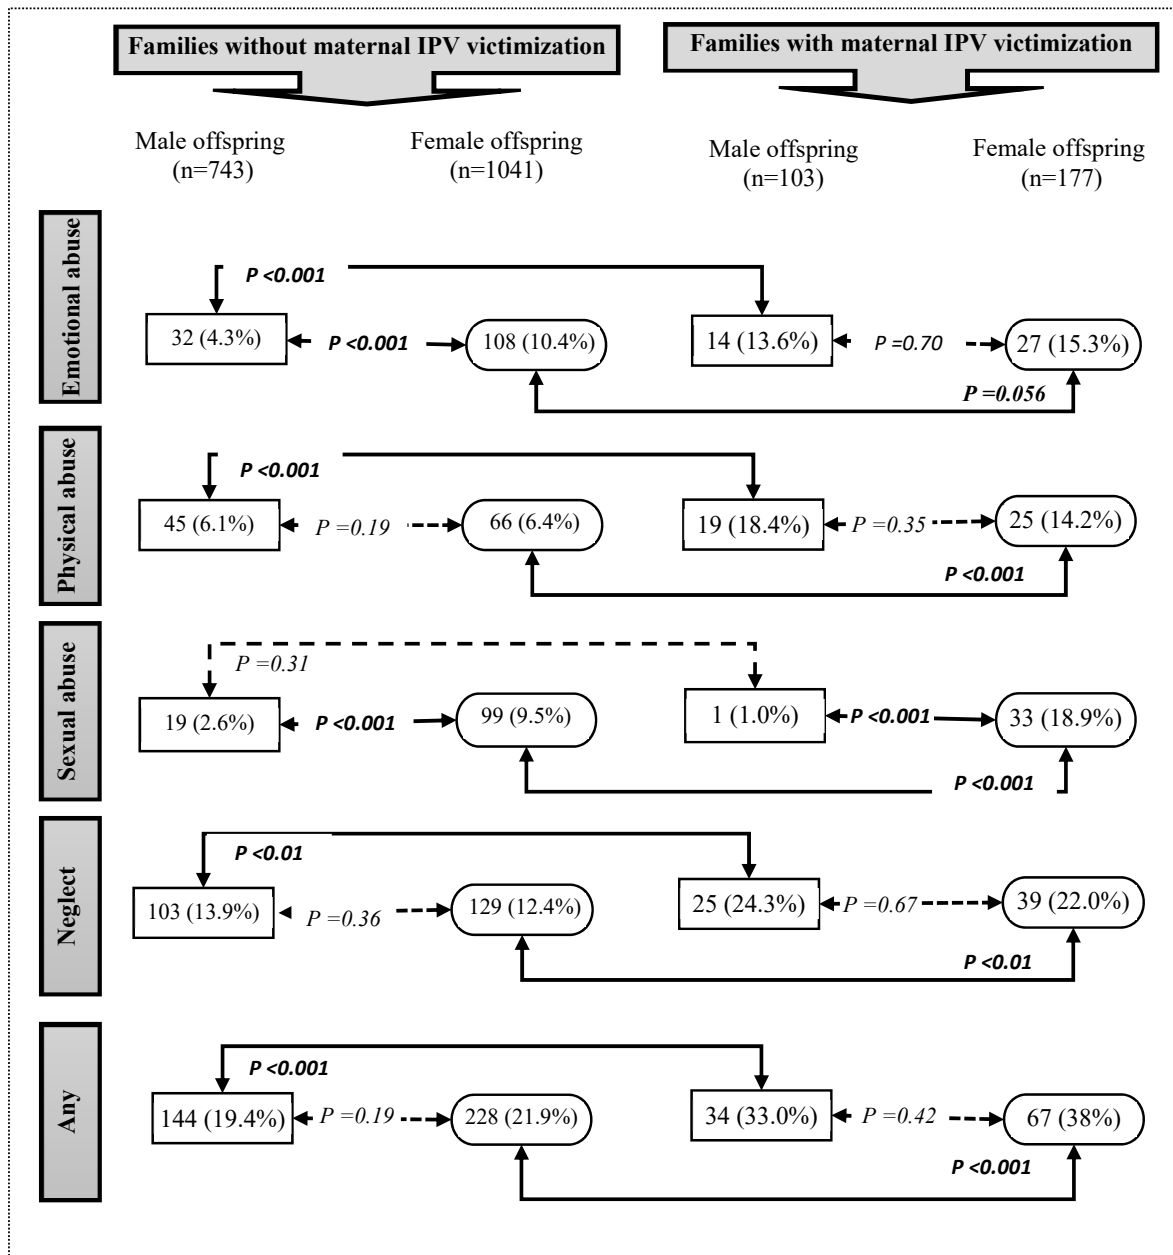 Families without maternal IPV victimization
Families with maternal IPV victimization
Male offspring
(n=743)
Female offspring
(n=1041)
Male offspring
(n=103)
Female offspring
(n=177)
Emotional abuse
P <0.001
32 (4.3%)
P <0.001
108 (10.4%)
14 (13.6%)
P =0.70
27 (15.3%)
P =0.056
Physical abuse
P <0.001
45 (6.1%)
P =0.19
66 (6.4%)
19 (18.4%)
P =0.35
25 (14.2%)
P <0.001
Sexual abuse
P =0.31
19 (2.6%)
P <0.001
99 (9.5%)
1 (1.0%)
P <0.001
33 (18.9%)
P <0.001
Neglect
P <0.01
103 (13.9%)
P =0.36
129 (12.4%)
25 (24.3%)
P =0.67
39 (22.0%)
P <0.01
Any
P <0.001
144 (19.4%)
P =0.19
228 (21.9%)
34 (33.0%)
P =0.42
67 (38%)
P <0.001